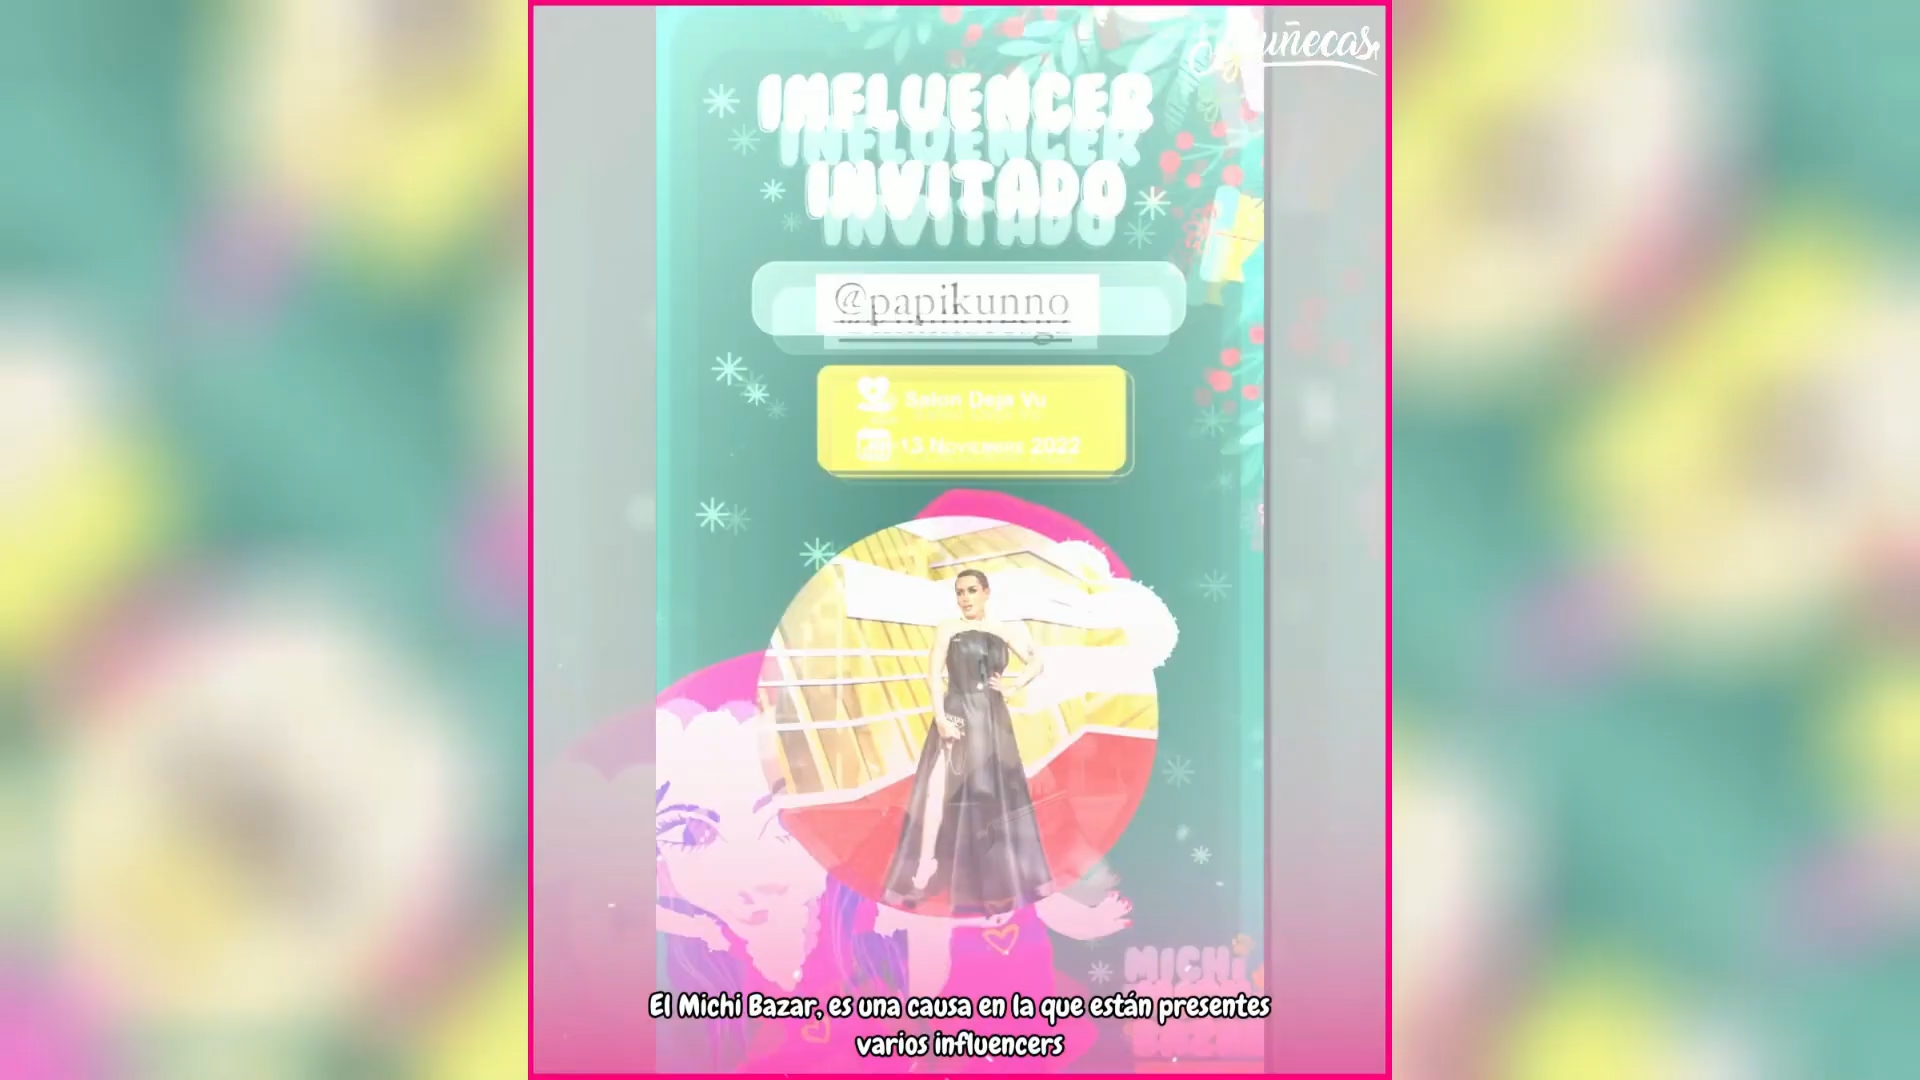 uñecas
INFLUENCER
INVITADO
@papikunno
Salon Deja Vu
13 Noviembre 2022
MICHI
El Michi Bazar, es una causa en la que están presentes
varios influencers